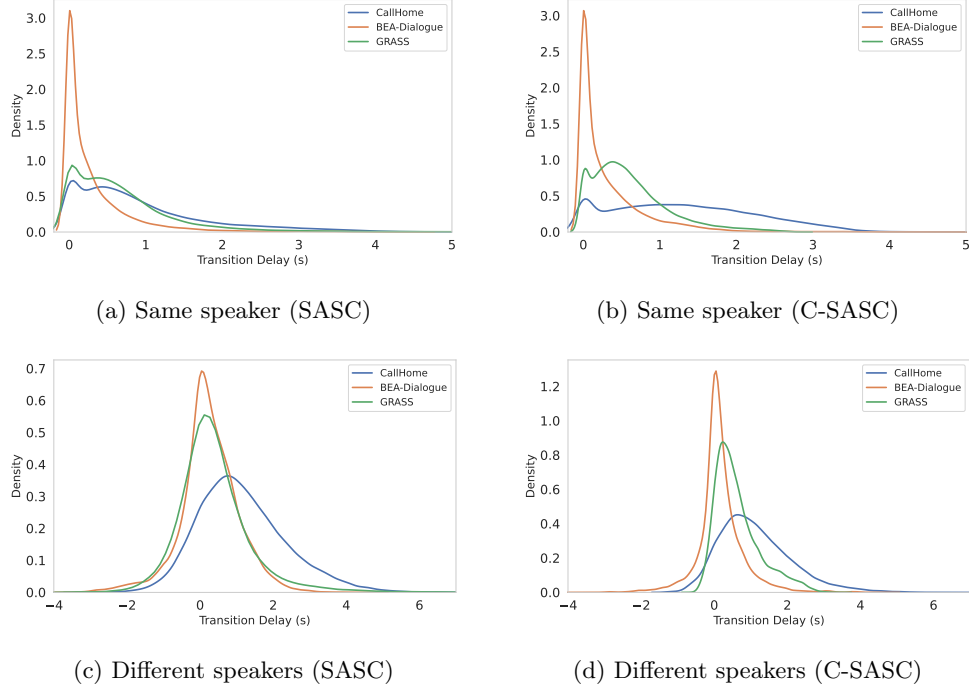 3.0
2.5
2.0
1.5
1.0
0.5
0.0
Density
0
1
2
3
4
5
Transition Delay (s)
CallHome
BEA-Dialogue
GRASS
(a) Same speaker (SASC)
3.0
2.5
2.0
1.5
1.0
0.5
0.0
Density
0
1
2
3
4
5
Transition Delay (s)
CallHome
BEA-Dialogue
GRASS
(b) Same speaker (C-SASC)
0.7
0.6
0.5
0.4
0.3
0.2
0.1
0.0
Density
−4
−2
0
2
4
6
Transition Delay (s)
CallHome
BEA-Dialogue
GRASS
(c) Different speakers (SASC)
1.2
1.0
0.8
0.6
0.4
0.2
0.0
Density
−4
−2
0
2
4
6
Transition Delay (s)
CallHome
BEA-Dialogue
GRASS
(d) Different speakers (C-SASC)